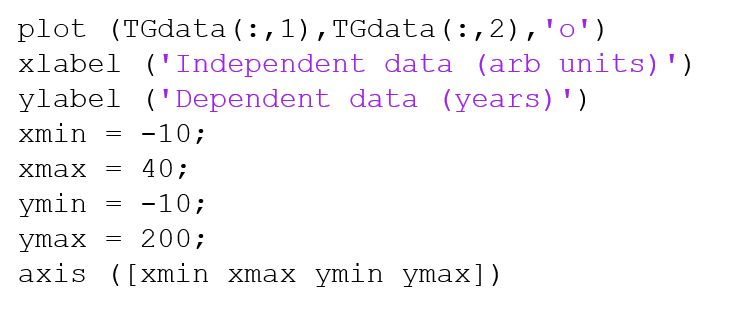 plot (TGdata(:,1),TGdata(:,2),'o')
xlabel ('Independent data (arb units)')
ylabel ('Dependent data (years)')
xmin = -10;
xmax = 40;
ymin = -10;
ymax = 200;
axis ([xmin xmax ymin ymax])